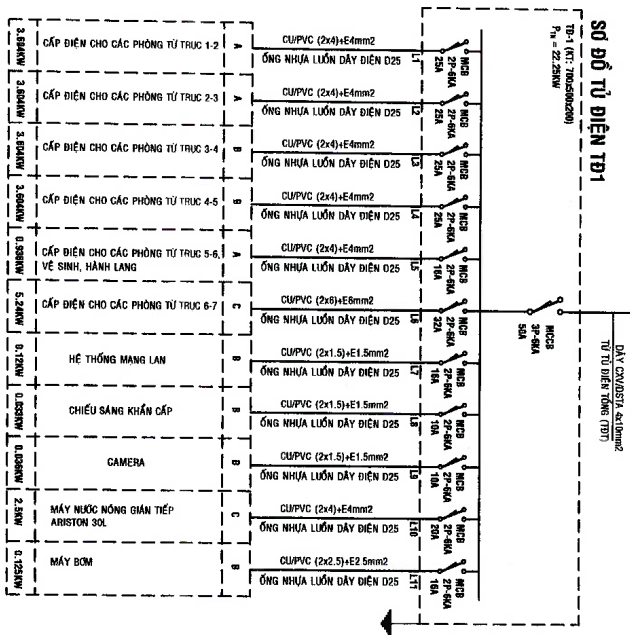 SƠ ĐỒ TỦ ĐIỆN TĐ1
TĐ-1 (KT: 700x500x200)
PTN = 22.25KW
DÂY CXV/DSTA 4x10mm2
TỪ TỦ ĐIỆN TỔNG (TĐT)
MCCB
3P-6KA
50A
3.604KW
CẤP ĐIỆN CHO CÁC PHÒNG TỪ TRỤC 1-2
A
CU/PVC (2x4)+E4mm2
ỐNG NHỰA LUỒN DÂY ĐIỆN D25
L1
MCB
2P-6KA
25A
3.604KW
CẤP ĐIỆN CHO CÁC PHÒNG TỪ TRỤC 2-3
A
CU/PVC (2x4)+E4mm2
ỐNG NHỰA LUỒN DÂY ĐIỆN D25
L2
MCB
2P-6KA
25A
3.604KW
CẤP ĐIỆN CHO CÁC PHÒNG TỪ TRỤC 3-4
B
CU/PVC (2x4)+E4mm2
ỐNG NHỰA LUỒN DÂY ĐIỆN D25
L3
MCB
2P-6KA
25A
3.604KW
CẤP ĐIỆN CHO CÁC PHÒNG TỪ TRỤC 4-5
B
CU/PVC (2x4)+E4mm2
ỐNG NHỰA LUỒN DÂY ĐIỆN D25
L4
MCB
2P-6KA
25A
0.938KW
CẤP ĐIỆN CHO CÁC PHÒNG TỪ TRỤC 5-6,
VỆ SINH, HÀNH LANG
A
CU/PVC (2x4)+E4mm2
ỐNG NHỰA LUỒN DÂY ĐIỆN D25
L5
MCB
2P-6KA
16A
5.24KW
CẤP ĐIỆN CHO CÁC PHÒNG TỪ TRỤC 6-7
C
CU/PVC (2x6)+E6mm2
ỐNG NHỰA LUỒN DÂY ĐIỆN D25
L6
MCB
2P-6KA
32A
0.12KW
HỆ THỐNG MẠNG LAN
B
CU/PVC (2x1.5)+E1.5mm2
ỐNG NHỰA LUỒN DÂY ĐIỆN D25
L7
MCB
2P-6KA
16A
0.033KW
CHIẾU SÁNG KHẨN CẤP
B
CU/PVC (2x1.5)+E1.5mm2
ỐNG NHỰA LUỒN DÂY ĐIỆN D25
L8
MCB
2P-6KA
10A
0.036KW
CAMERA
B
CU/PVC (2x1.5)+E1.5mm2
ỐNG NHỰA LUỒN DÂY ĐIỆN D25
L9
MCB
2P-6KA
10A
2.5KW
MÁY NƯỚC NÓNG GIÁN TIẾP
ARISTON 30L
C
CU/PVC (2x4)+E4mm2
ỐNG NHỰA LUỒN DÂY ĐIỆN D25
L10
MCB
2P-6KA
20A
0.125KW
MÁY BƠM
B
CU/PVC (2x2.5)+E2.5mm2
ỐNG NHỰA LUỒN DÂY ĐIỆN D25
L11
MCB
2P-6KA
16A